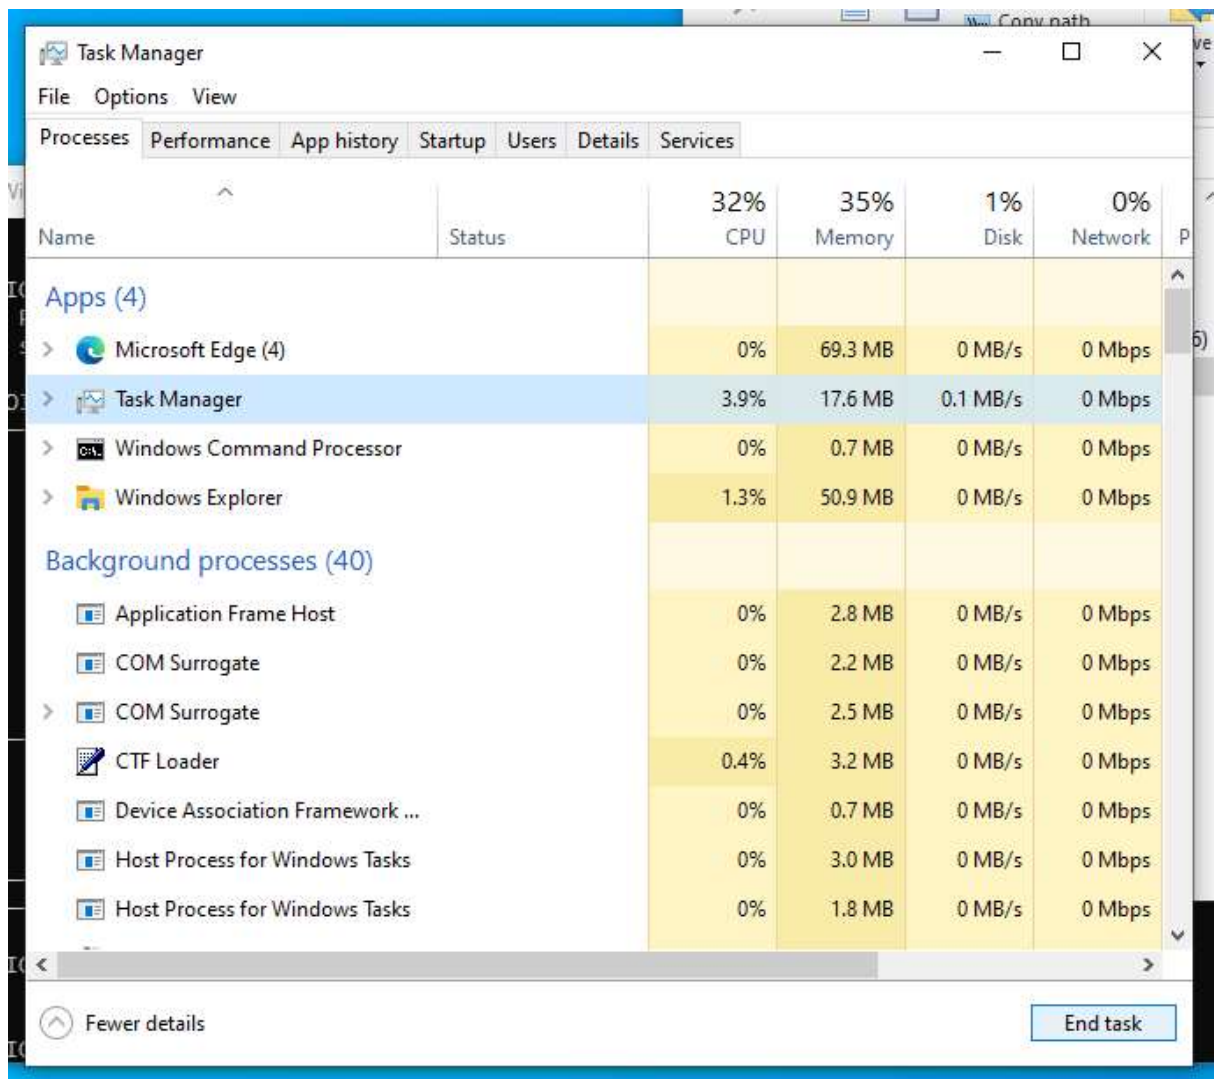 Copy path
Task Manager
File Options View
Processes Performance App history Startup Users Details Services
32% 35% 1% 0%
Name Status CPU Memory Disk Network P
Apps (4)
Microsoft Edge (4) 0% 69.3 MB 0 MB/s 0 Mbps
Task Manager 3.9% 17.6 MB 0.1 MB/s 0 Mbps
Windows Command Processor 0% 0.7 MB 0 MB/s 0 Mbps
Windows Explorer 1.3% 50.9 MB 0 MB/s 0 Mbps
Background processes (40)
Application Frame Host 0% 2.8 MB 0 MB/s 0 Mbps
COM Surrogate 0% 2.2 MB 0 MB/s 0 Mbps
COM Surrogate 0% 2.5 MB 0 MB/s 0 Mbps
CTF Loader 0.4% 3.2 MB 0 MB/s 0 Mbps
Device Association Framework ... 0% 0.7 MB 0 MB/s 0 Mbps
Host Process for Windows Tasks 0% 3.0 MB 0 MB/s 0 Mbps
Host Process for Windows Tasks 0% 1.8 MB 0 MB/s 0 Mbps
Fewer details End task